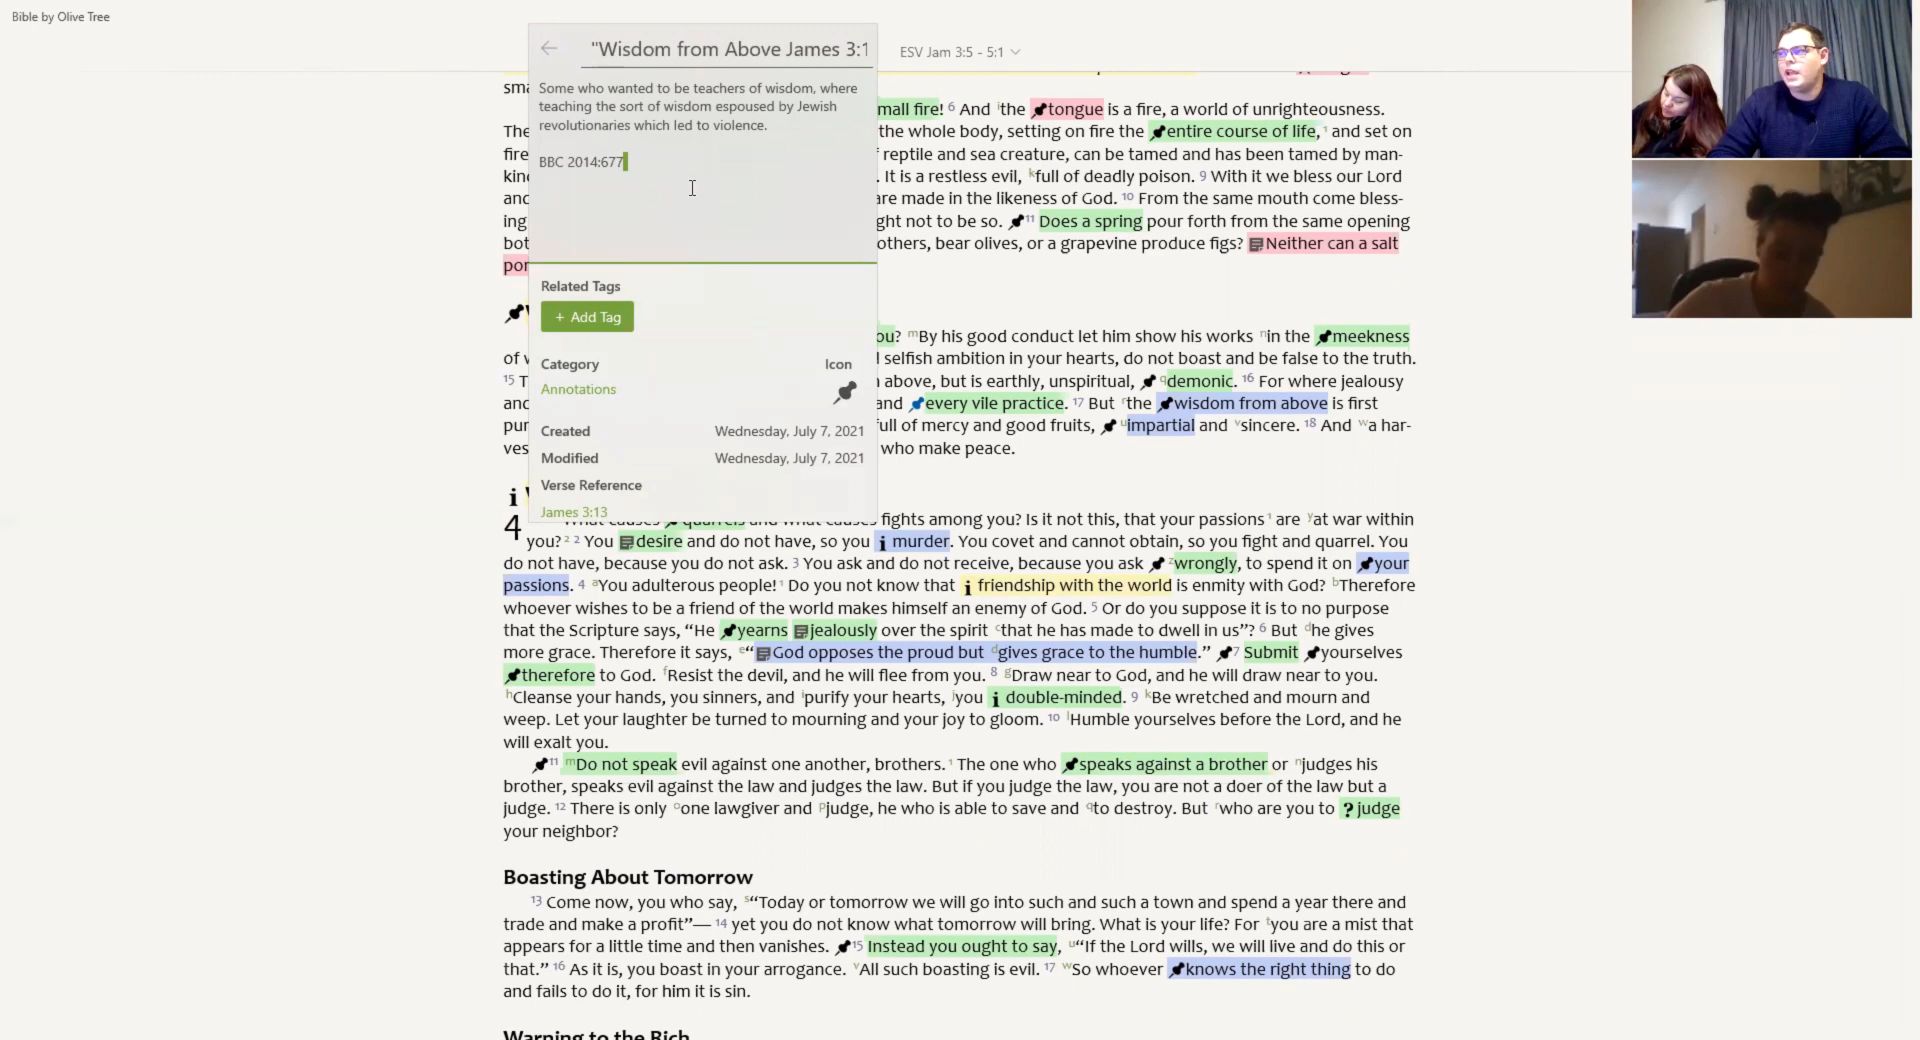 Bible by Olive Tree
"Wisdom from Above James 3:1
ESV Jam 3:5 - 5:1
Some who wanted to be teachers of wisdom, where
teaching the sort of wisdom espoused by Jewish
revolutionaries which led to violence.
BBC 2014:677
Related Tags
+ Add Tag
Category Icon
Annotations
Created Wednesday, July 7, 2021
Modified Wednesday, July 7, 2021
Verse Reference
James 3:13
sma
mall fire! 6 And i the tongue is a fire, a world of unrighteousness.
The the whole body, setting on fire the entire course of life, 1 and set on
fire f reptile and sea creature, can be tamed and has been tamed by man-
kind . It is a restless evil, k full of deadly poison. 9 With it we bless our Lord
and are made in the likeness of God. 10 From the same mouth come bless-
ing ght not to be so. 11 Does a spring pour forth from the same opening
bot others, bear olives, or a grapevine produce figs? Neither can a salt
por
ou? m By his good conduct let him show his works n in the meekness
of w l selfish ambition in your hearts, do not boast and be false to the truth.
15 T above, but is earthly, unspiritual, q demonic. 16 For where jealousy
and and every vile practice. 17 But r the wisdom from above is first
pur full of mercy and good fruits, u impartial and v sincere. 18 And w a har-
ves who make peace.
4 What causes quarrels and what causes fights among you? Is it not this, that your passions 1 are y at war within
you? 2 2 You desire and do not have, so you murder. You covet and cannot obtain, so you fight and quarrel. You
do not have, because you do not ask. 3 You ask and do not receive, because you ask z wrongly, to spend it on your
passions. 4 a You adulterous people! 1 Do you not know that friendship with the world is enmity with God? b Therefore
whoever wishes to be a friend of the world makes himself an enemy of God. 5 Or do you suppose it is to no purpose
that the Scripture says, “He yearns jealously over the spirit c that he has made to dwell in us”? 6 But d he gives
more grace. Therefore it says, e “God opposes the proud but d gives grace to the humble.” 7 Submit yourselves
therefore to God. f Resist the devil, and he will flee from you. 8 g Draw near to God, and he will draw near to you.
h Cleanse your hands, you sinners, and i purify your hearts, j you double-minded. 9 k Be wretched and mourn and
weep. Let your laughter be turned to mourning and your joy to gloom. 10 l Humble yourselves before the Lord, and he
will exalt you.
11 m Do not speak evil against one another, brothers. 1 The one who speaks against a brother or n judges his
brother, speaks evil against the law and judges the law. But if you judge the law, you are not a doer of the law but a
judge. 12 There is only o one lawgiver and p judge, he who is able to save and q to destroy. But r who are you to ? judge
your neighbor?
Boasting About Tomorrow
13 Come now, you who say, s “Today or tomorrow we will go into such and such a town and spend a year there and
trade and make a profit”— 14 yet you do not know what tomorrow will bring. What is your life? For t you are a mist that
appears for a little time and then vanishes. 15 Instead you ought to say, u “If the Lord wills, we will live and do this or
that.” 16 As it is, you boast in your arrogance. v All such boasting is evil. 17 w So whoever knows the right thing to do
and fails to do it, for him it is sin.
Warning to the Rich